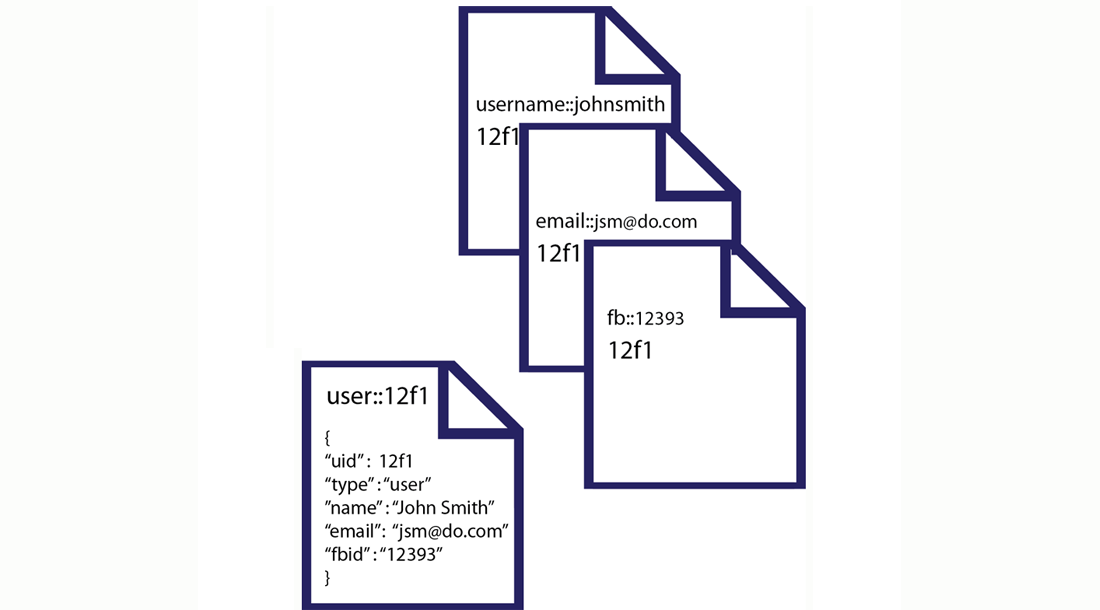 username::johnsmith
12f1
email::jsm@do.com
12f1
fb::12393
12f1
user::12f1
{
“uid” : 12f1
“type” : “user”
”name” : “John Smith”
“email”: “jsm@do.com”
“fbid” : “12393”
}